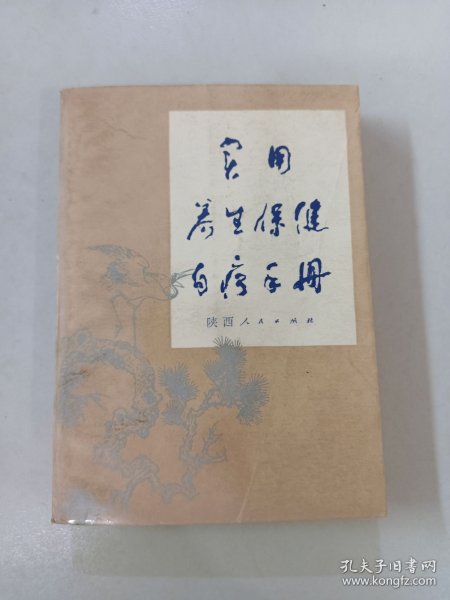 实用
养生保健
自疗手册
陕西人民出版社
孔夫子旧书网
www.kongfz.com